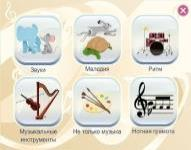 Звуки
Мелодия
Ритм
Музыкальные
инструменты
Не только музыка
Нотная грамота